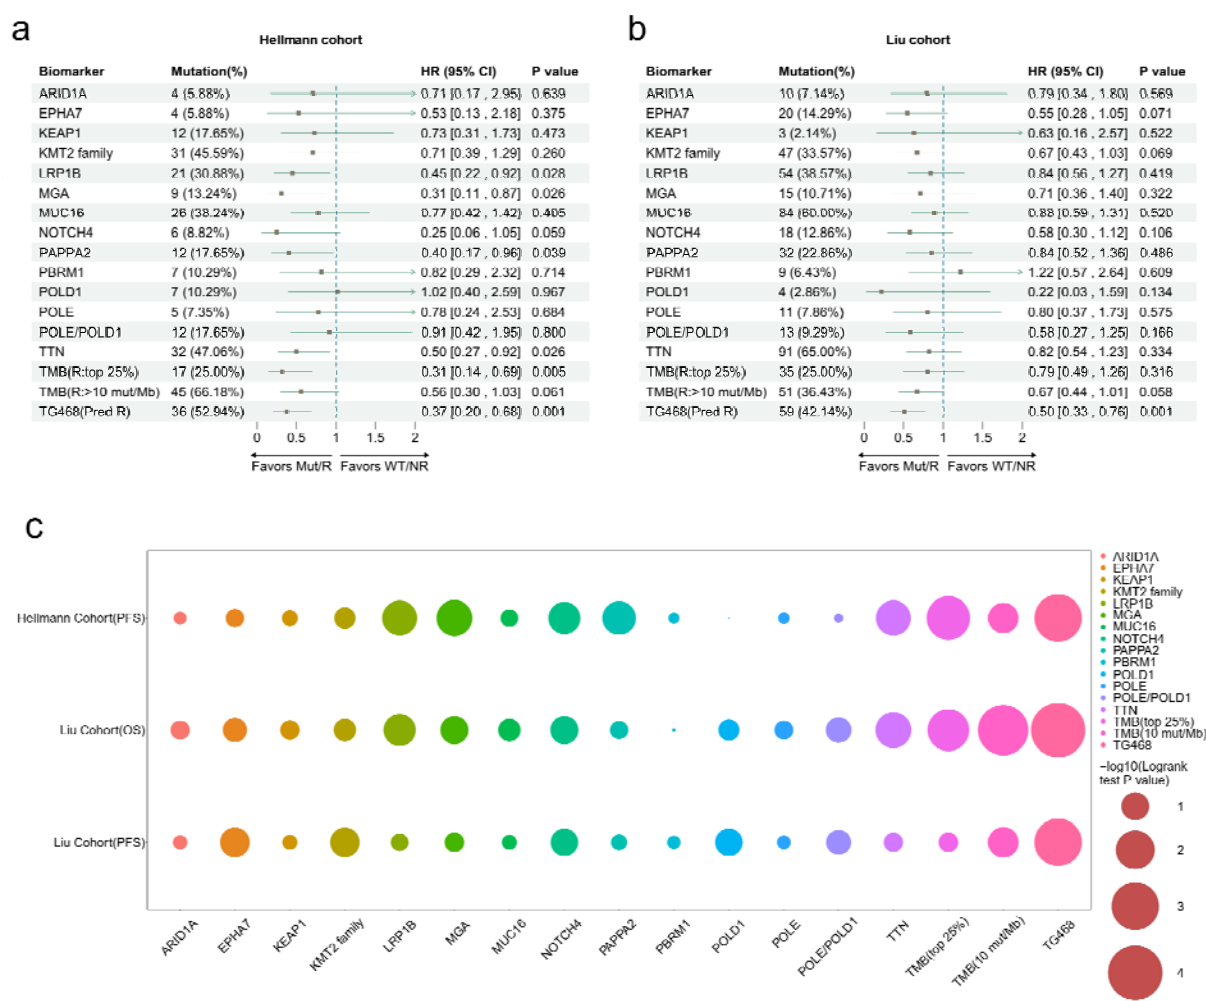 a
Hellmann cohort
Biomarker Mutation(%) HR (95% CI) P value
ARID1A 4 (5.88%) 0.71 [0.17 , 2.95] 0.639
EPHA7 4 (5.88%) 0.53 [0.13 , 2.18] 0.375
KEAP1 12 (17.65%) 0.73 [0.31 , 1.73] 0.473
KMT2 family 31 (45.59%) 0.71 [0.39 , 1.29] 0.260
LRP1B 21 (30.88%) 0.45 [0.22 , 0.92] 0.028
MGA 9 (13.24%) 0.31 [0.11 , 0.87] 0.026
MUC16 26 (38.24%) 0.77 [0.42 , 1.42] 0.405
NOTCH4 6 (8.82%) 0.25 [0.06 , 1.05] 0.059
PAPPA2 12 (17.65%) 0.40 [0.17 , 0.96] 0.039
PBRM1 7 (10.29%) 0.82 [0.29 , 2.32] 0.714
POLD1 7 (10.29%) 1.02 [0.40 , 2.59] 0.967
POLE 5 (7.35%) 0.78 [0.24 , 2.53] 0.684
POLE/POLD1 12 (17.65%) 0.91 [0.42 , 1.95] 0.800
TTN 32 (47.06%) 0.50 [0.27 , 0.92] 0.026
TMB(R:top 25%) 17 (25.00%) 0.31 [0.14 , 0.69] 0.005
TMB(R:>10 mut/Mb) 45 (66.18%) 0.56 [0.30 , 1.03] 0.061
TG468(Pred R) 36 (52.94%) 0.37 [0.20 , 0.68] 0.001
0 0.5 1 1.5 2
Favors Mut/R Favors WT/NR
b
Liu cohort
Biomarker Mutation(%) HR (95% CI) P value
ARID1A 10 (7.14%) 0.79 [0.34 , 1.80] 0.569
EPHA7 20 (14.29%) 0.55 [0.28 , 1.05] 0.071
KEAP1 3 (2.14%) 0.63 [0.16 , 2.57] 0.522
KMT2 family 47 (33.57%) 0.67 [0.43 , 1.03] 0.069
LRP1B 54 (38.57%) 0.84 [0.56 , 1.27] 0.419
MGA 15 (10.71%) 0.71 [0.36 , 1.40] 0.322
MUC16 84 (60.00%) 0.88 [0.59 , 1.31] 0.520
NOTCH4 18 (12.86%) 0.58 [0.30 , 1.12] 0.106
PAPPA2 32 (22.86%) 0.84 [0.52 , 1.36] 0.486
PBRM1 9 (6.43%) 1.22 [0.57 , 2.64] 0.609
POLD1 4 (2.86%) 0.22 [0.03 , 1.59] 0.134
POLE 11 (7.86%) 0.80 [0.37 , 1.73] 0.575
POLE/POLD1 13 (9.29%) 0.58 [0.27 , 1.25] 0.166
TTN 91 (65.00%) 0.82 [0.54 , 1.23] 0.334
TMB(R:top 25%) 35 (25.00%) 0.79 [0.49 , 1.26] 0.316
TMB(R:>10 mut/Mb) 51 (36.43%) 0.67 [0.44 , 1.01] 0.058
TG468(Pred R) 59 (42.14%) 0.50 [0.33 , 0.76] 0.001
0 0.5 1 1.5 2
Favors Mut/R Favors WT/NR
c
Hellmann Cohort(PFS)
Liu Cohort(OS)
Liu Cohort(PFS)
ARID1A EPHA7 KEAP1 KMT2 family LRP1B MGA MUC16 NOTCH4 PAPPA2 PBRM1 POLD1 POLE POLE/POLD1 TTN TMB(top 25%) TMB(10 mut/Mb) TG468
ARID1A
EPHA7
KEAP1
KMT2 family
LRP1B
MGA
MUC16
NOTCH4
PAPPA2
PBRM1
POLD1
POLE
POLE/POLD1
TTN
TMB(top 25%)
TMB(10 mut/Mb)
TG468
−log10(Logrank
test P value)
1
2
3
4